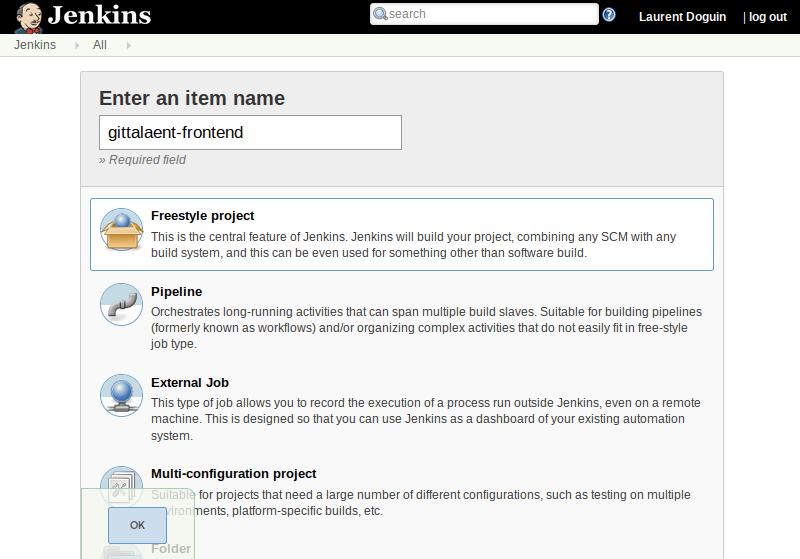 Jenkins
search
Laurent Doguin | log out
Jenkins All
Enter an item name
gittalaent-frontend
» Required field
Freestyle project
This is the central feature of Jenkins. Jenkins will build your project, combining any SCM with any
build system, and this can be even used for something other than software build.
Pipeline
Orchestrates long-running activities that can span multiple build slaves. Suitable for building pipelines
(formerly known as workflows) and/or organizing complex activities that do not easily fit in free-style
job type.
External Job
This type of job allows you to record the execution of a process run outside Jenkins, even on a remote
machine. This is designed so that you can use Jenkins as a dashboard of your existing automation
system.
Multi-configuration project
Suitable for projects that need a large number of different configurations, such as testing on multiple
environments, platform-specific builds, etc.
OK
Folder